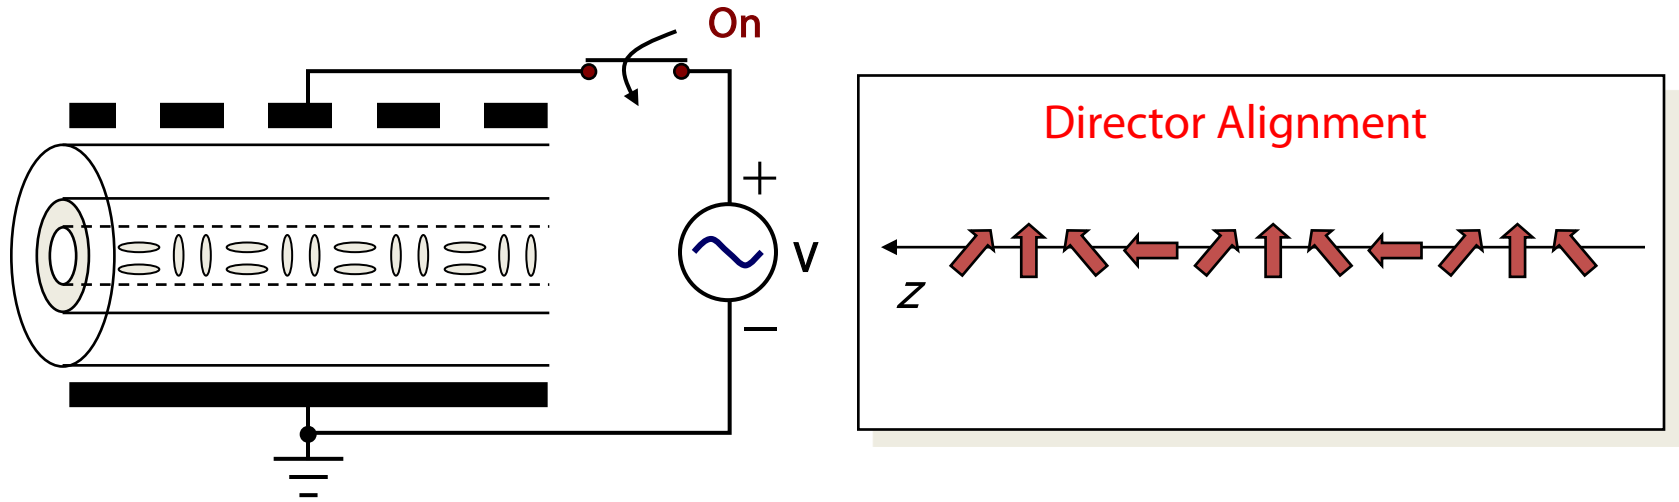 On
Director Alignment
+
V
z
−